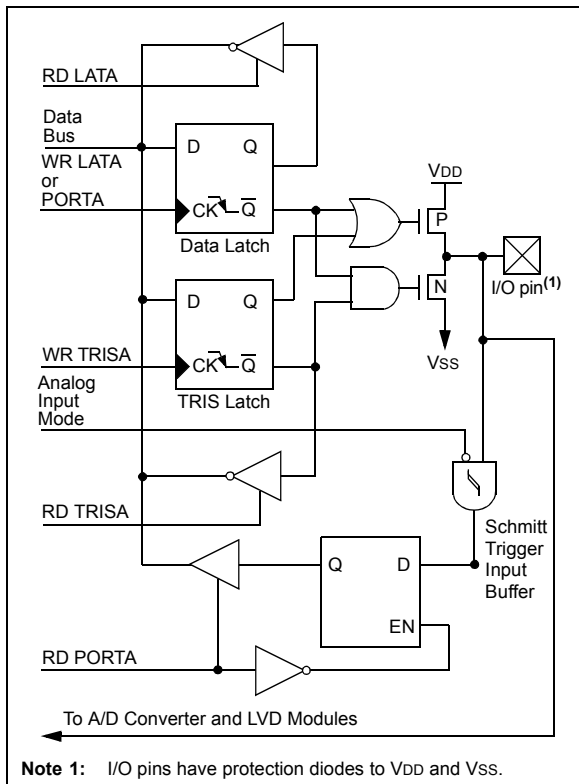 RD LATA
Data
Bus
D Q
WR LATA
or
PORTA
CK Q
Data Latch
VDD
P
I/O pin(1)
N
D Q
WR TRISA
CK Q
VSS
TRIS Latch
Analog
Input
Mode
RD TRISA
Schmitt
Trigger
Input
Buffer
Q D
EN
RD PORTA
To A/D Converter and LVD Modules
Note 1: I/O pins have protection diodes to VDD and VSS.